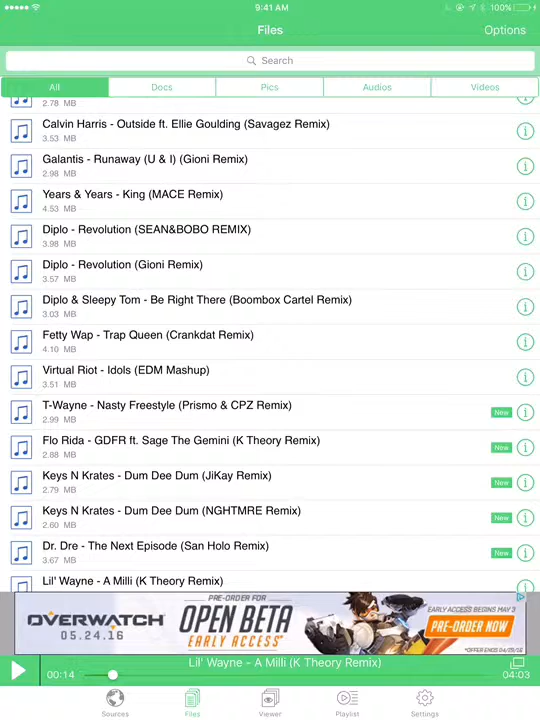 9:41 AM
100%
Files
Options
Search
All
Docs
Pics
Audios
Videos
2.78 MB
Calvin Harris - Outside ft. Ellie Goulding (Savagez Remix)
3.53 MB
Galantis - Runaway (U & I) (Gioni Remix)
2.98 MB
Years & Years - King (MACE Remix)
4.53 MB
Diplo - Revolution (SEAN&BOBO REMIX)
3.98 MB
Diplo - Revolution (Gioni Remix)
3.57 MB
Diplo & Sleepy Tom - Be Right There (Boombox Cartel Remix)
3.03 MB
Fetty Wap - Trap Queen (Crankdat Remix)
4.10 MB
Virtual Riot - Idols (EDM Mashup)
3.51 MB
T-Wayne - Nasty Freestyle (Prismo & CPZ Remix)
New
2.99 MB
Flo Rida - GDFR ft. Sage The Gemini (K Theory Remix)
New
2.88 MB
Keys N Krates - Dum Dee Dum (JiKay Remix)
New
2.79 MB
Keys N Krates - Dum Dee Dum (NGHTMRE Remix)
New
2.60 MB
Dr. Dre - The Next Episode (San Holo Remix)
New
3.67 MB
Lil' Wayne - A Milli (K Theory Remix)
OVERWATCH
05.24.16
PRE-ORDER FOR
OPEN BETA
EARLY ACCESS*
EARLY ACCESS BEGINS MAY 3
PRE-ORDER NOW
Lil' Wayne - A Milli (K Theory Remix)
00:14
04:03
Sources
Files
Viewer
Playlist
Settings